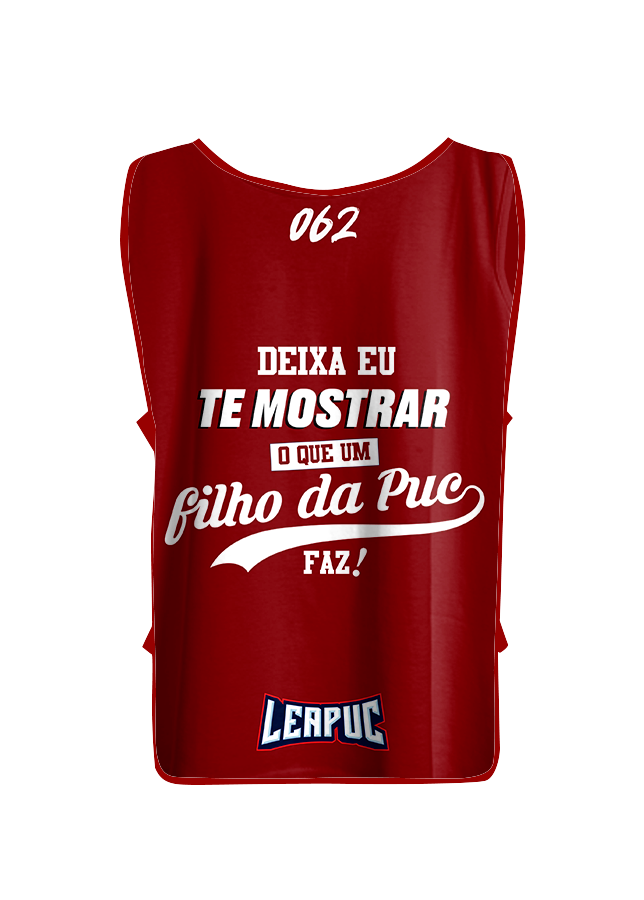 062
DEIXA EU
TE MOSTRAR
O QUE UM
filho da Puc
FAZ!
LEAPUC